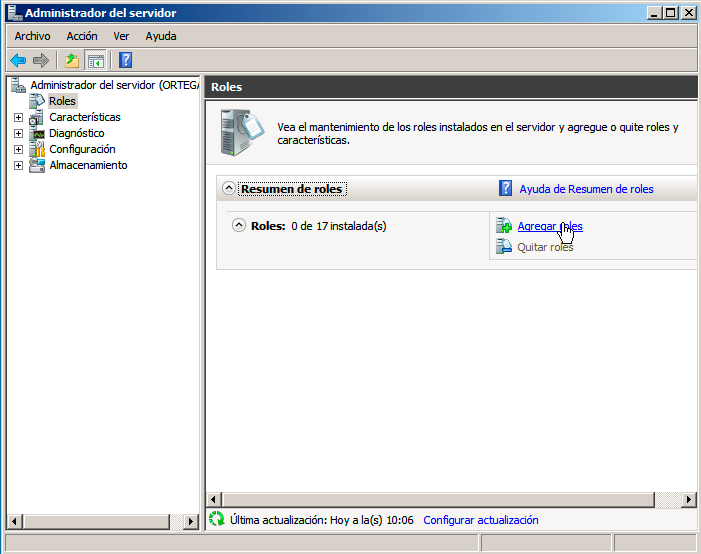 Administrador del servidor
Archivo Acción Ver Ayuda
Administrador del servidor (ORTEGA
Roles
Características
Diagnóstico
Configuración
Almacenamiento
Roles
Vea el mantenimiento de los roles instalados en el servidor y agregue o quite roles y
características.
Resumen de roles
Ayuda de Resumen de roles
Roles: 0 de 17 instalada(s)
Agregar roles
Quitar roles
Última actualización: Hoy a la(s) 10:06 Configurar actualización